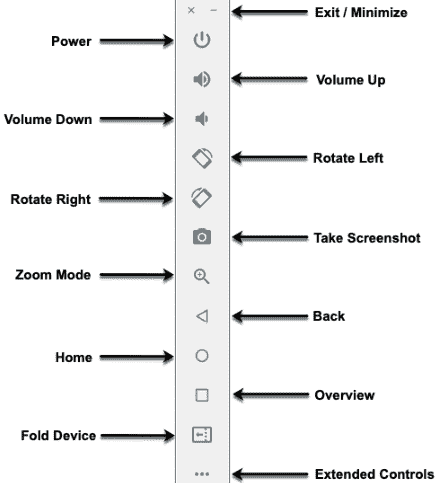 Exit / Minimize
Power
Volume Up
Volume Down
Rotate Left
Rotate Right
Take Screenshot
Zoom Mode
Back
Home
Overview
Fold Device
Extended Controls